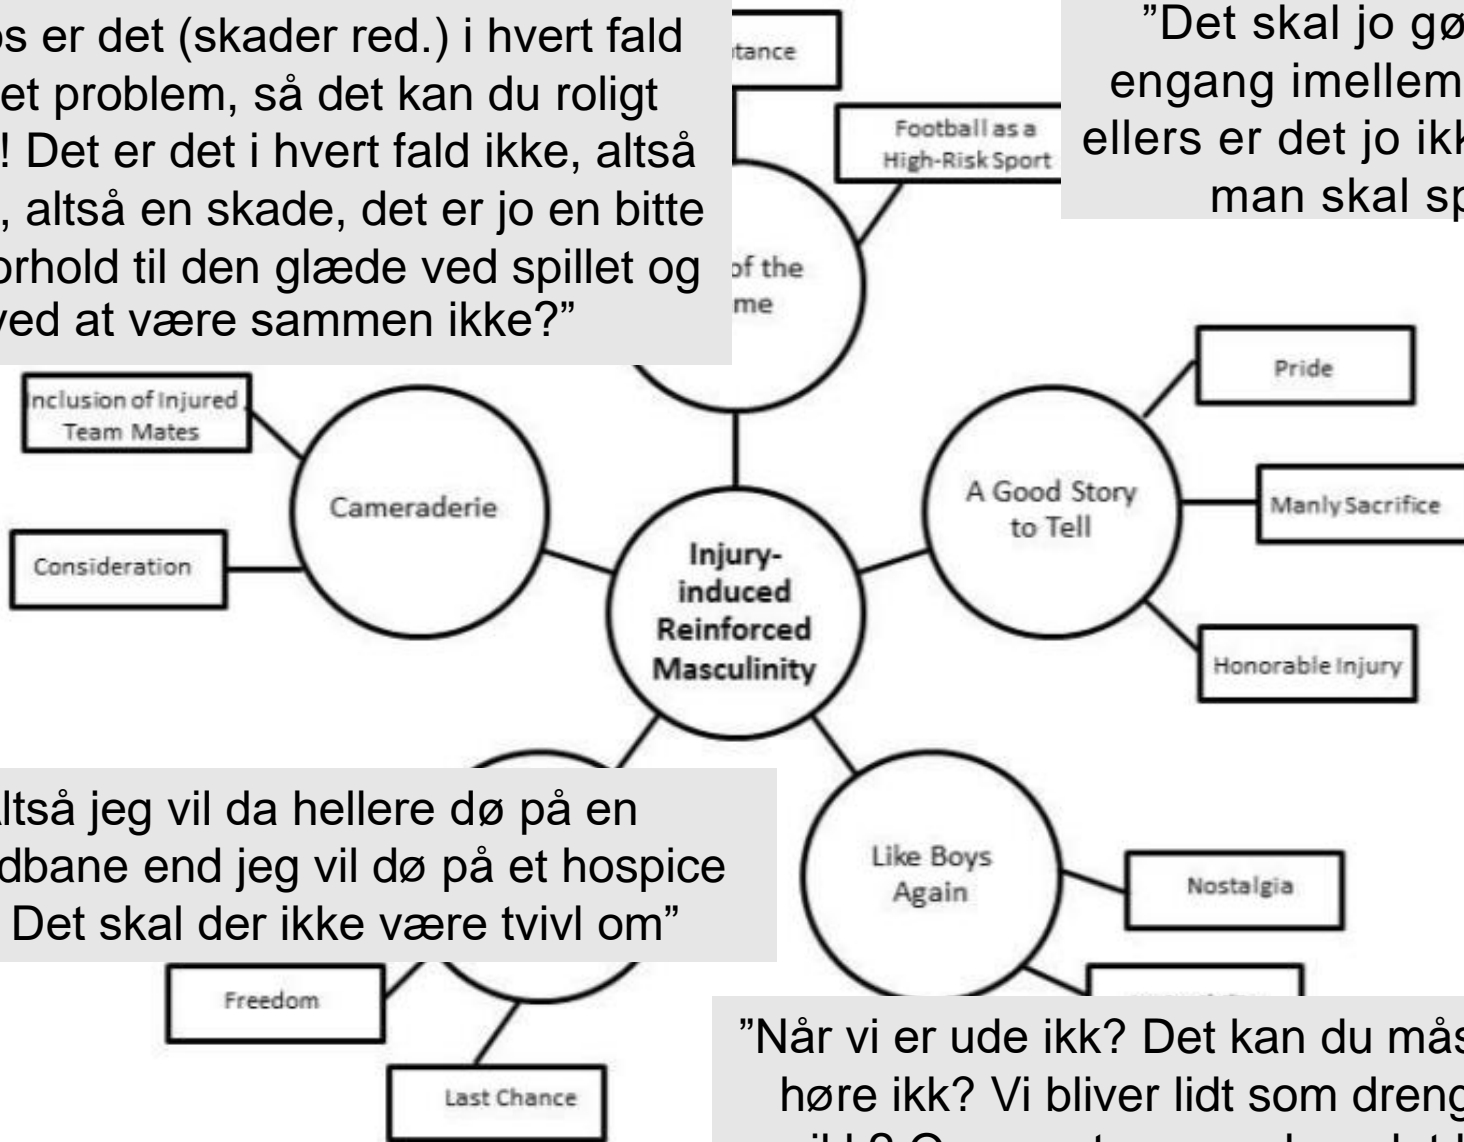 os er det (skader red.) i hvert fald
et problem, så det kan du roligt
! Det er det i hvert fald ikke, altså
, altså en skade, det er jo en bitte
orhold til den glæde ved spillet og
ved at være sammen ikke?”
tance
”Det skal jo gø
engang imellem
ellers er det jo ikk
man skal sp
Football as a
High-Risk Sport
of the
me
Inclusion of Injured
Team Mates
Consideration
Cameraderie
Injury-
induced
Reinforced
Masculinity
A Good Story
to Tell
Pride
Manly Sacrifice
Honorable Injury
ltså jeg vil da hellere dø på en
dbane end jeg vil dø på et hospice
Det skal der ikke være tvivl om”
Freedom
Last Chance
Like Boys
Again
Nostalgia
”Når vi er ude ikk? Det kan du mås
høre ikk? Vi bliver lidt som dreng